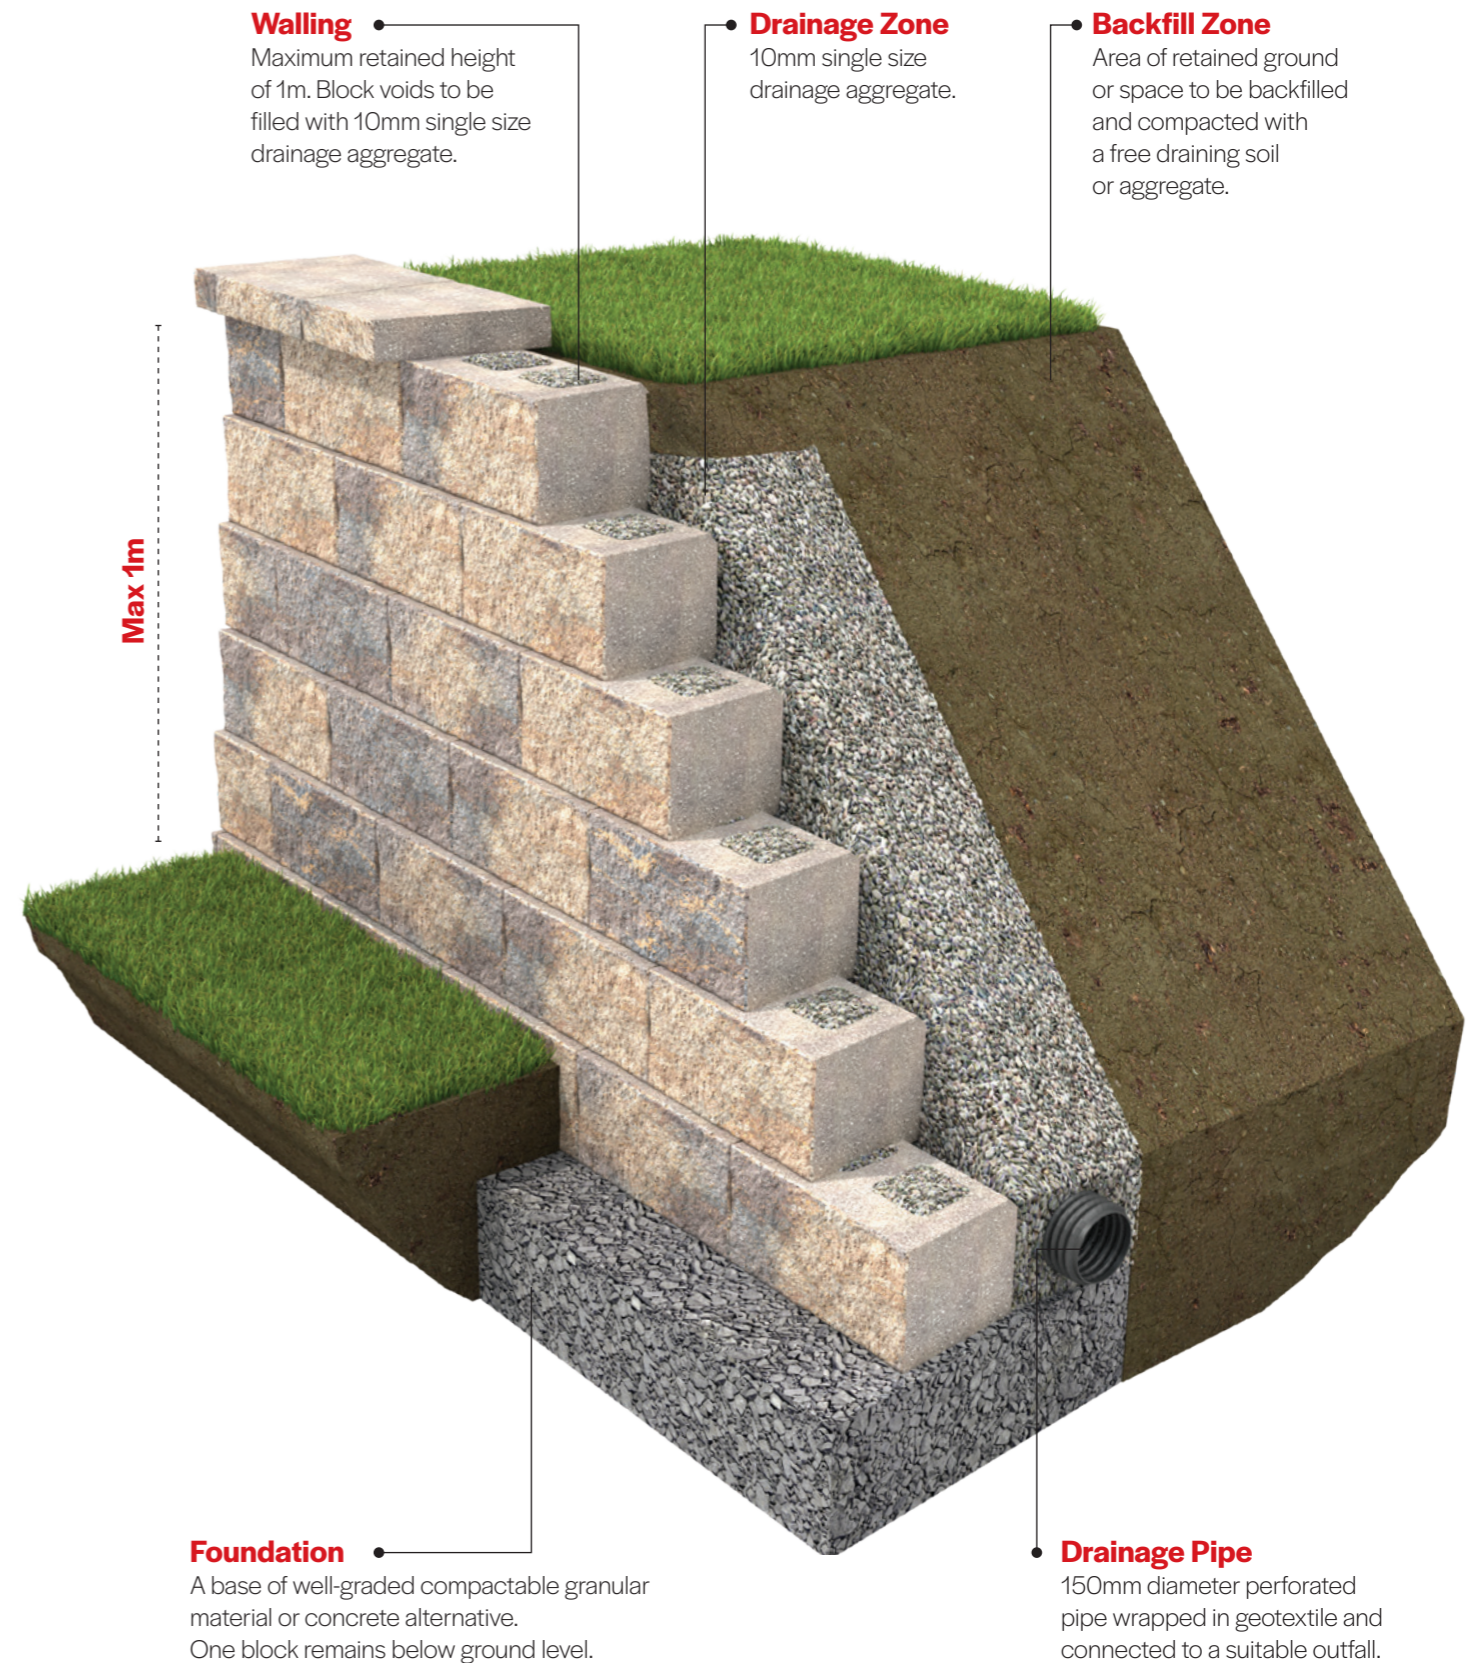 Walling
Maximum retained height
of 1m. Block voids to be
filled with 10mm single size
drainage aggregate.
Drainage Zone
10mm single size
drainage aggregate.
Backfill Zone
Area of retained ground
or space to be backfilled
and compacted with
a free draining soil
or aggregate.
Max 1m
Foundation
A base of well-graded compactable granular
material or concrete alternative.
One block remains below ground level.
Drainage Pipe
150mm diameter perforated
pipe wrapped in geotextile and
connected to a suitable outfall.